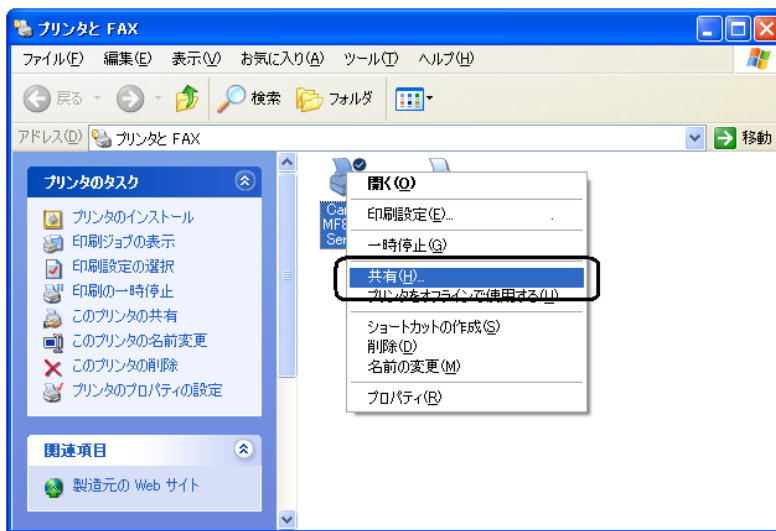 プリンタと FAX
ファイル(F) 編集(E) 表示(V) お気に入り(A) ツール(T) ヘルプ(H)
戻る 検索 フォルダ
アドレス(D) プリンタと FAX 移動
プリンタのタスク
プリンタのインストール
印刷ジョブの表示
印刷設定の選択
印刷の一時停止
このプリンタの共有
このプリンタの名前変更
このプリンタの削除
プリンタのプロパティの設定
関連項目
製造元の Web サイト
開く(O)
印刷設定(E)...
一時停止(G)
共有(H)...
プリンタをオフラインで使用する(U)
ショートカットの作成(S)
削除(D)
名前の変更(M)
プロパティ(R)